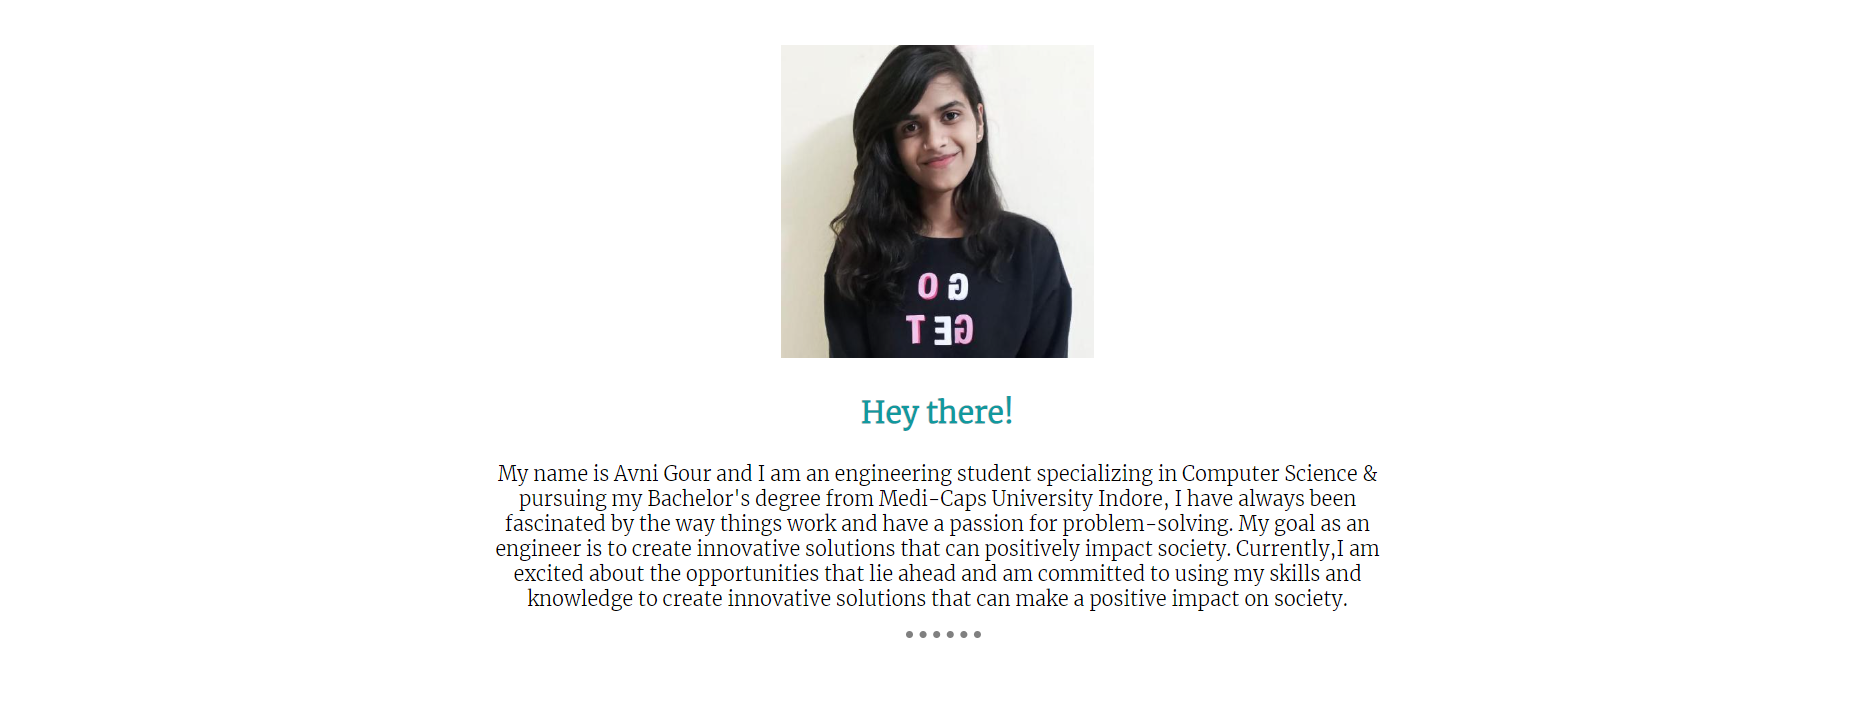 GO
GET
Hey there!
My name is Avni Gour and I am an engineering student specializing in Computer Science &
pursuing my Bachelor's degree from Medi-Caps University Indore, I have always been
fascinated by the way things work and have a passion for problem-solving. My goal as an
engineer is to create innovative solutions that can positively impact society. Currently,I am
excited about the opportunities that lie ahead and am committed to using my skills and
knowledge to create innovative solutions that can make a positive impact on society.